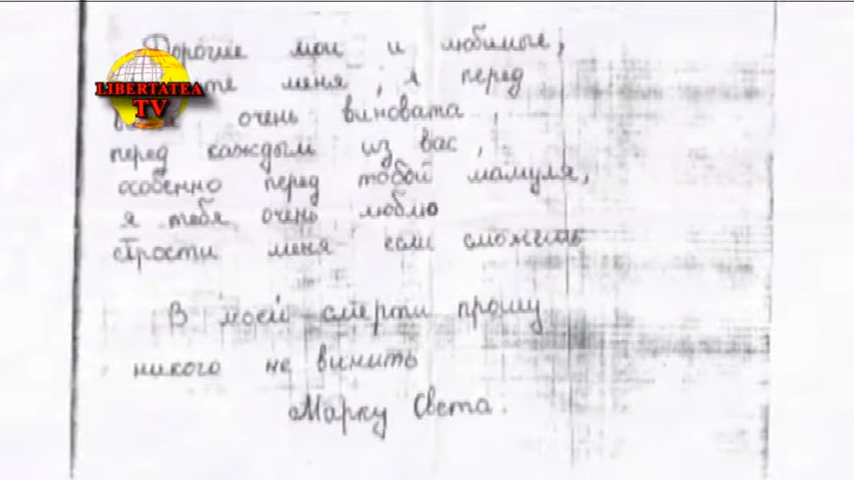 Дорогие мои и любимые,
меня, я перед
LIBERTATEA
TV
очень виновата,
перед каждым из вас,
особенно перед тобой мамуля,
я тебя очень люблю
прости меня если сможешь
В моей смерти прошу
никого не винить
Марку Света.